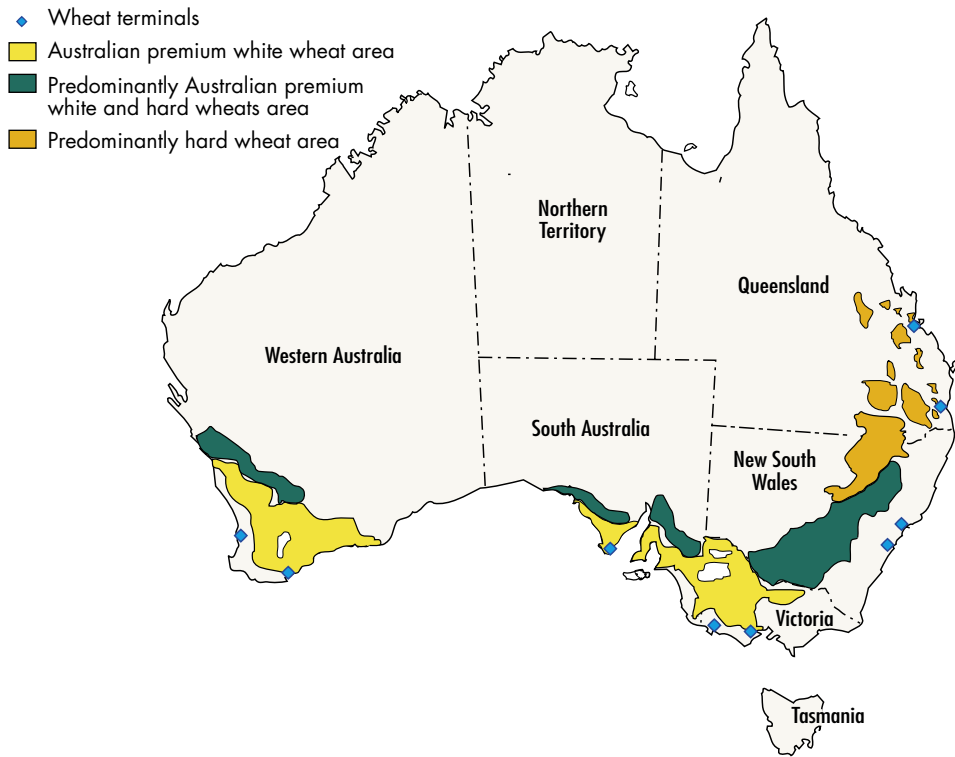 Wheat terminals
Australian premium white wheat area
Predominantly Australian premium
white and hard wheats area
Predominantly hard wheat area
Northern
Territory
Queensland
Western Australia
South Australia
New South
Wales
Victoria
Tasmania